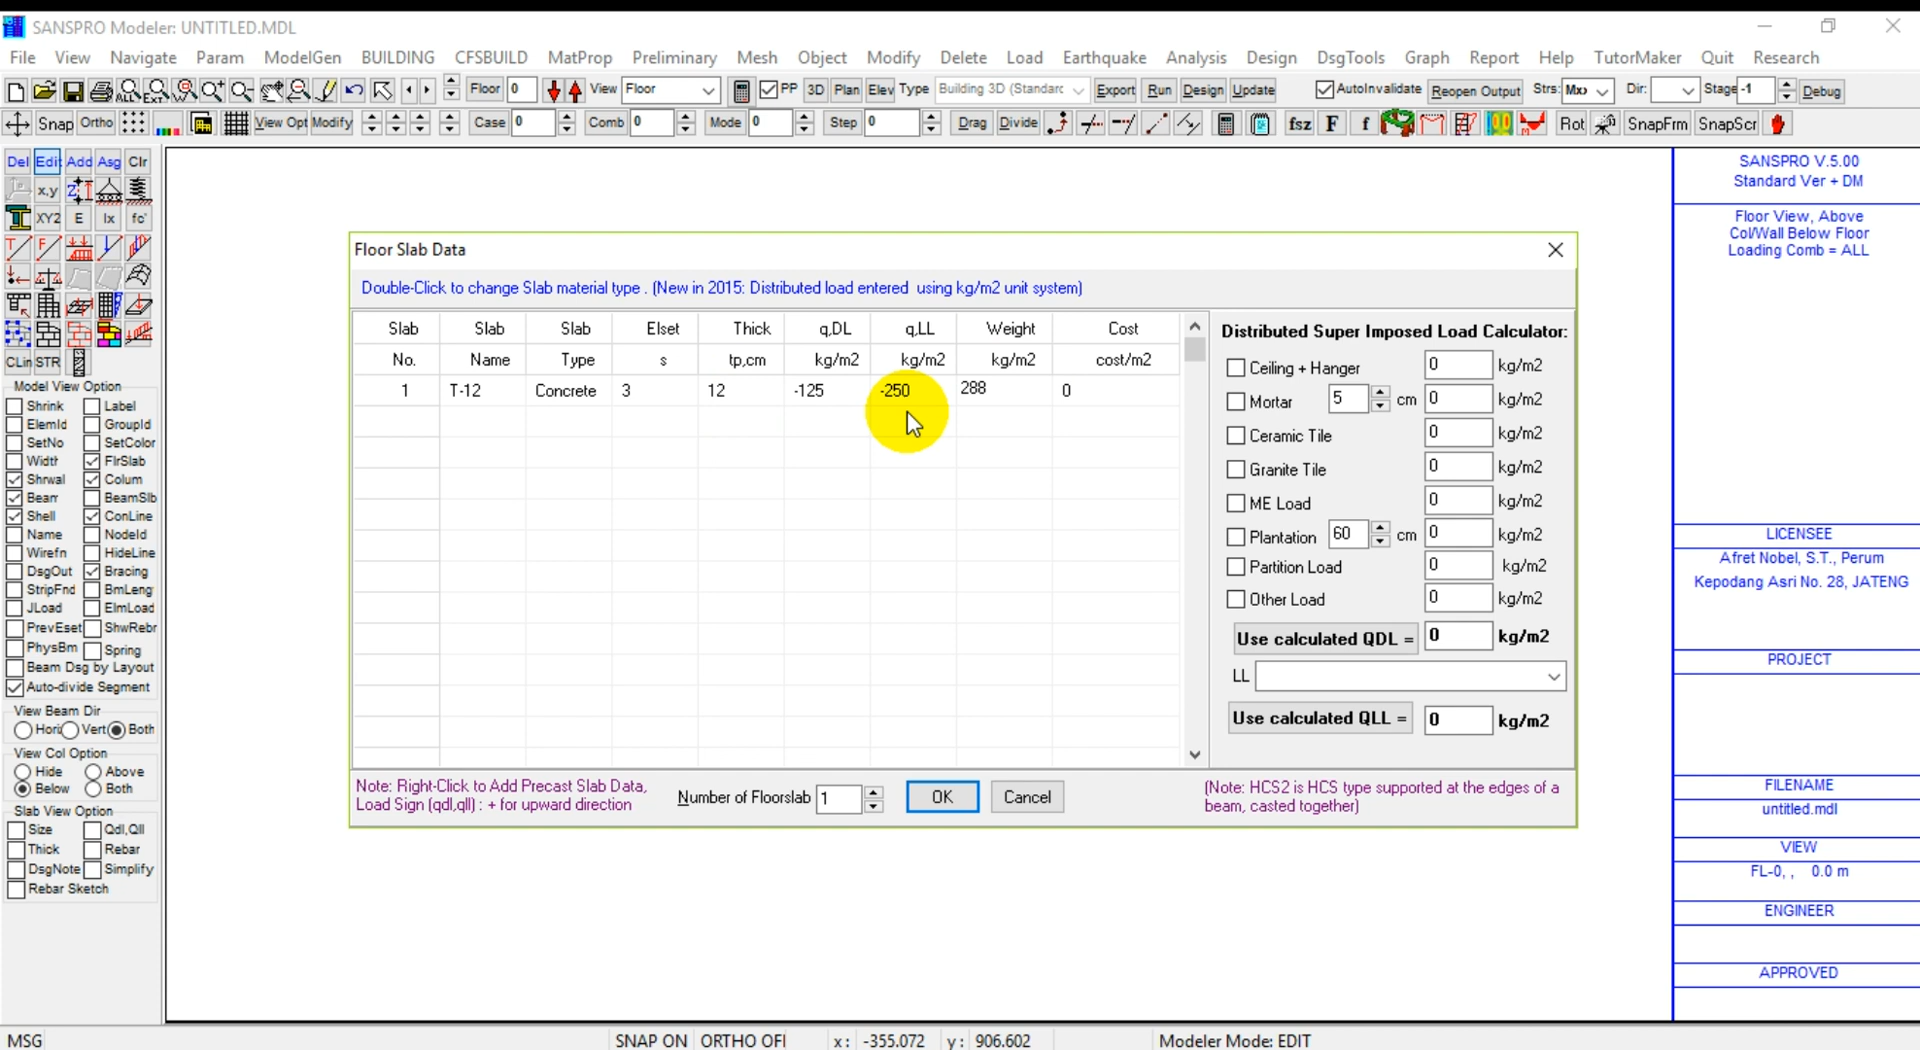 SANSPRO Modeler: UNTITLED.MDL
File View Navigate Param ModelGen BUILDING CFSBUILD MatProp Preliminary Mesh Object Modify Delete Load Earthquake Analysis Design DsgTools Graph Report Help TutorMaker Quit Research
Floor 0 View Floor PP 3D Plan Elev Type Building 3D (Standarc Export Run Design Update AutoInvalidate Reopen Output Strs: Mxx Dir: Stage -1 Debug
Snap Ortho View Opt Modify Case 0 Comb 0 Mode 0 Step 0 Drag Divide fsz F f Rot SnapFrm SnapScr
Del Edit Add Asg Clr
x,y Z
XY2 E Ix fc'
T F
CLin STR
Model View Option
Shrink Label
ElemId GroupId
SetNo SetColor
Width FlrSlab
Shrwal Colum
Bearr BeamSlb
Shell ConLine
Name NodeId
Wirefn HideLine
DsgOut Bracing
StripFnd BmLeng
JLoad ElmLoad
PrevEset ShwRebr
PhysBm Spring
Beam Dsg by Layout
Auto-divide Segment
View Beam Dir
Hori Vert Both
View Col Option
Hide Above
Below Both
Slab View Option
Size Qdl,Qll
Thick Rebar
DsgNote Simplify
Rebar Sketch
Floor Slab Data
Double-Click to change Slab material type . (New in 2015: Distributed load entered using kg/m2 unit system)
Slab Slab Slab Elset Thick q,DL q,LL Weight Cost
No. Name Type s tp,cm kg/m2 kg/m2 kg/m2 cost/m2
1 T-12 Concrete 3 12 -125 -250 288 0
Distributed Super Imposed Load Calculator:
Ceiling + Hanger 0 kg/m2
Mortar 5 cm 0 kg/m2
Ceramic Tile 0 kg/m2
Granite Tile 0 kg/m2
ME Load 0 kg/m2
Plantation 60 cm 0 kg/m2
Partition Load 0 kg/m2
Other Load 0 kg/m2
Use calculated QDL = 0 kg/m2
LL
Use calculated QLL = 0 kg/m2
Note: Right-Click to Add Precast Slab Data,
Load Sign (qdl,qll) : + for upward direction
Number of Floorslab 1 OK Cancel
(Note: HCS2 is HCS type supported at the edges of a
beam, casted together)
SANSPRO V.5.00
Standard Ver + DM
Floor View, Above
Col/Wall Below Floor
Loading Comb = ALL
LICENSEE
Afret Nobel, S.T., Perum
Kepodang Asri No. 28, JATENG
PROJECT
FILENAME
untitled.mdl
VIEW
FL-0, , 0.0 m
ENGINEER
APPROVED
MSG SNAP ON ORTHO OFI x: -355.072 y: 906.602 Modeler Mode: EDIT